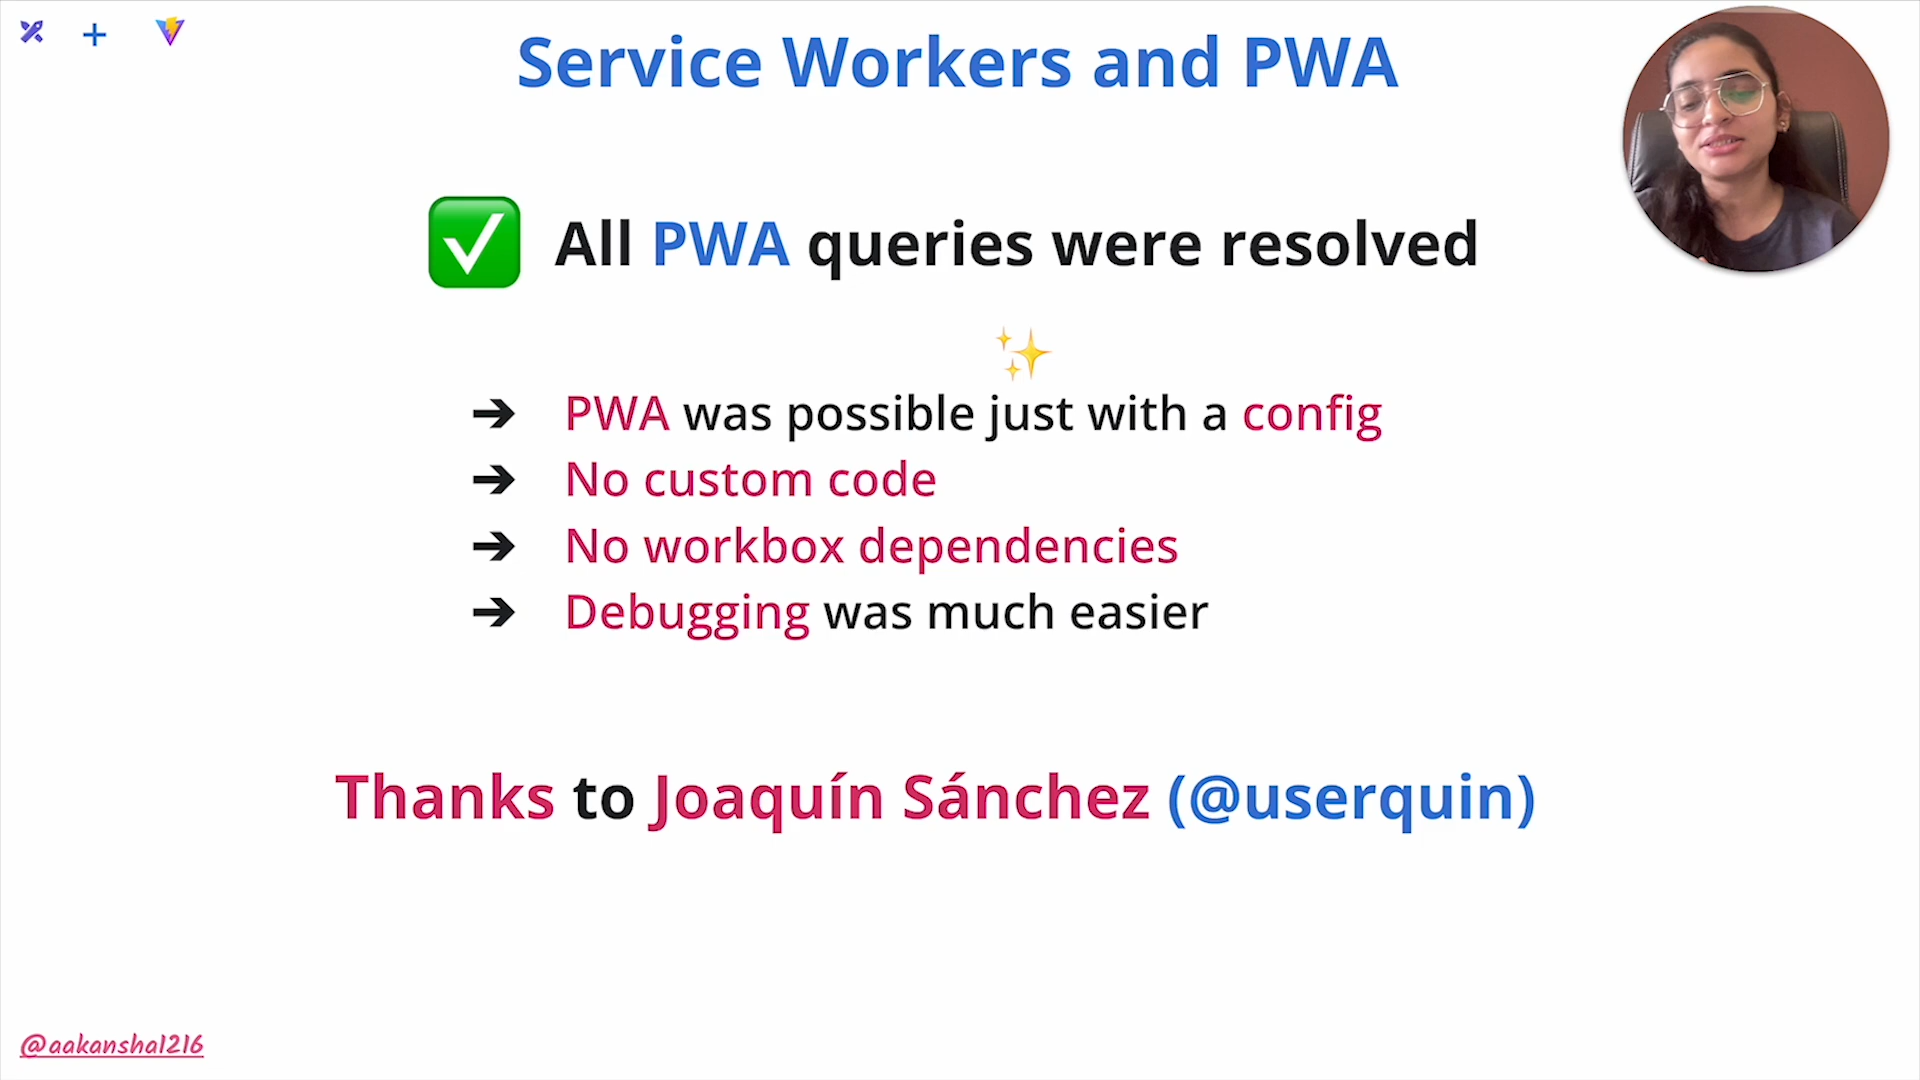 Service Workers and PWA
All PWA queries were resolved
PWA was possible just with a config
No custom code
No workbox dependencies
Debugging was much easier
Thanks to Joaquín Sánchez (@userquin)
@aakansha1216